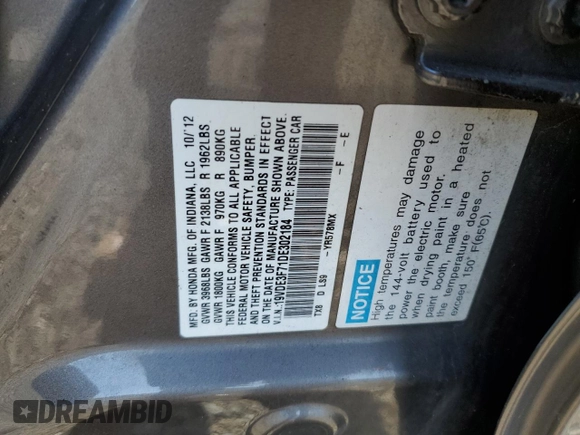 MFD. BY HONDA MFG. OF INDIANA, LLC 10/'12
GVWR 3968LBS GAWR F 2138LBS R 1962LBS
GVWR 1800KG GAWR F 970KG R 890KG
THIS VEHICLE CONFORMS TO ALL APPLICABLE
FEDERAL MOTOR VEHICLE SAFETY, BUMPER,
AND THEFT PREVENTION STANDARDS IN EFFECT
ON THE DATE OF MANUFACTURE SHOWN ABOVE.
V.I.N.:19VDE3F71DE302184 TYPE: PASSENGER CAR
TX8 D LS9 -YR578MX -F -E
NOTICE
High temperatures may damage
the 144-volt battery used to
power the electric motor.
When drying paint in a heated
paint booth, make sure
the temperature does not
exceed 150°F(65℃).
DREAMBID